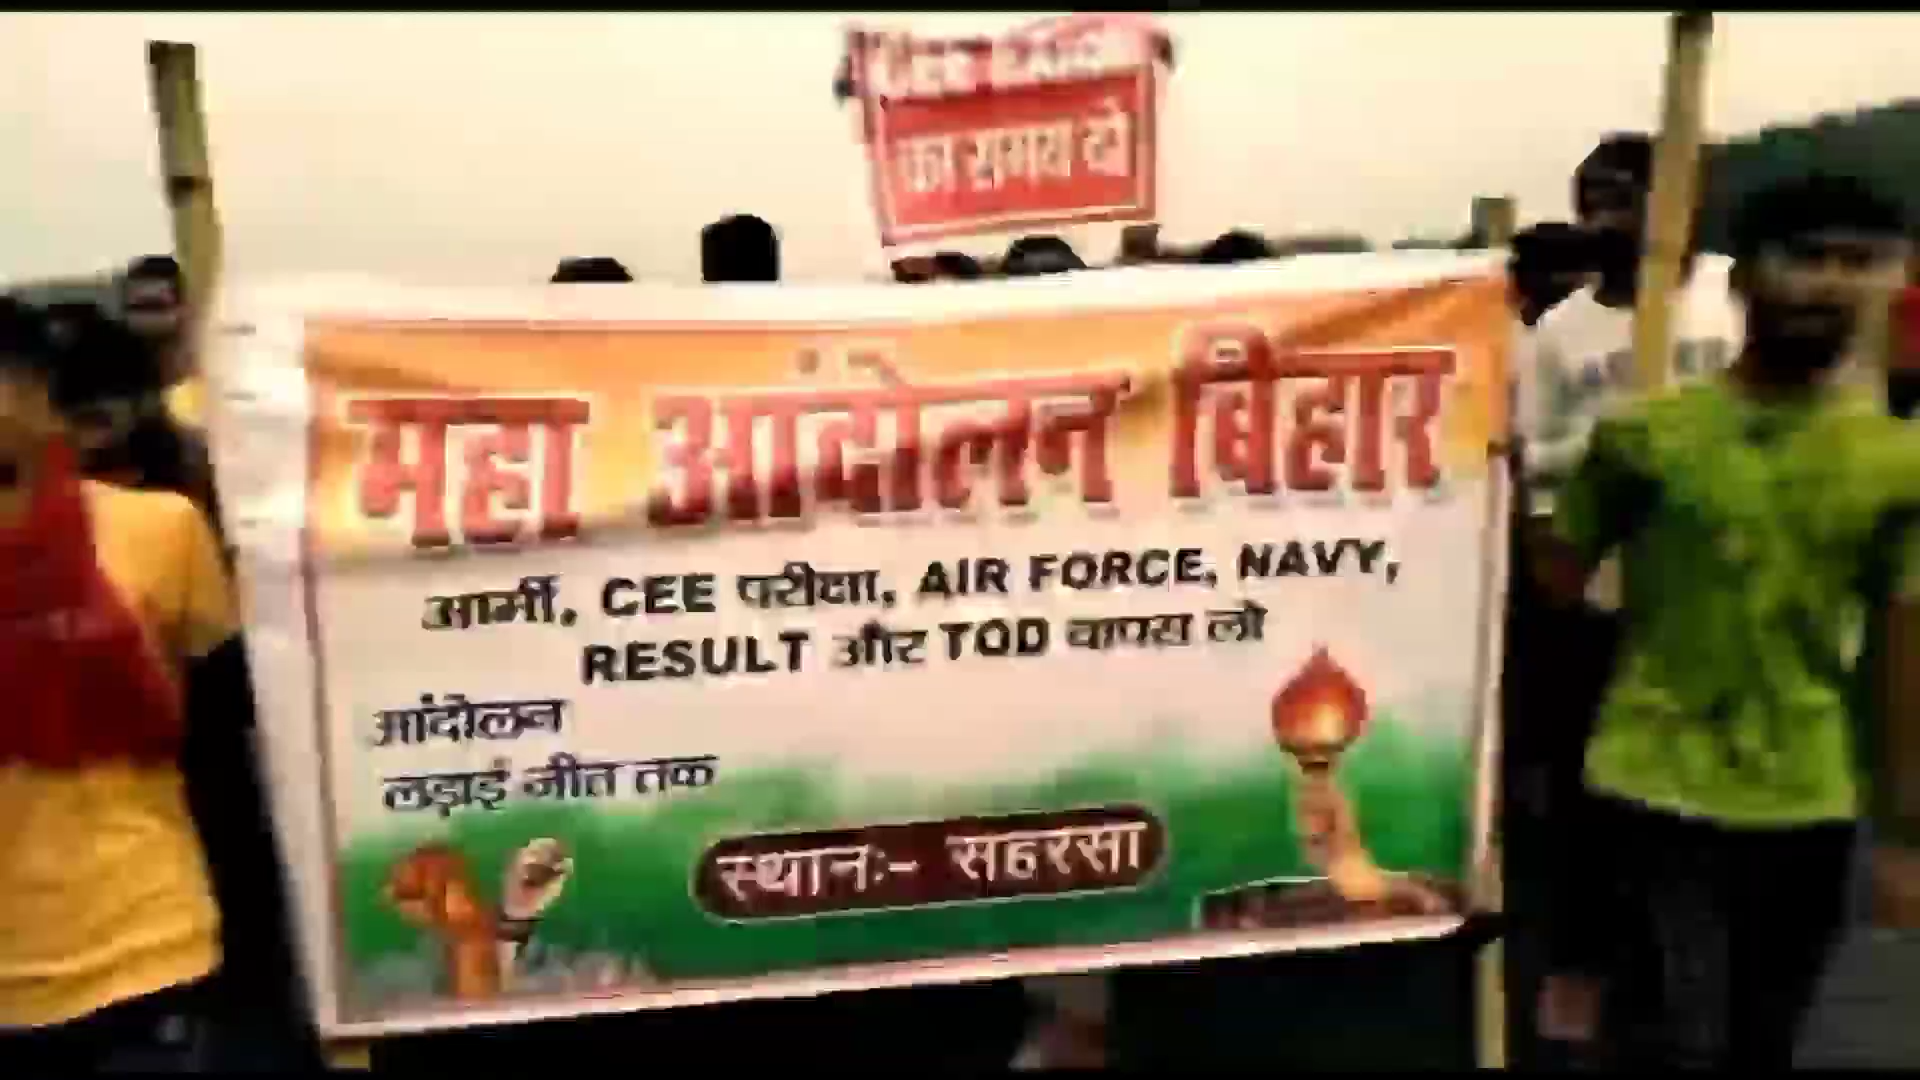 का समय दो
महा आंदोलन बिहार
आर्मी, CEE परीक्षा, AIR FORCE, NAVY,
RESULT और TOD वापस लो
आंदोलन
लड़ाई जीत तक
स्थानः- सहरसा